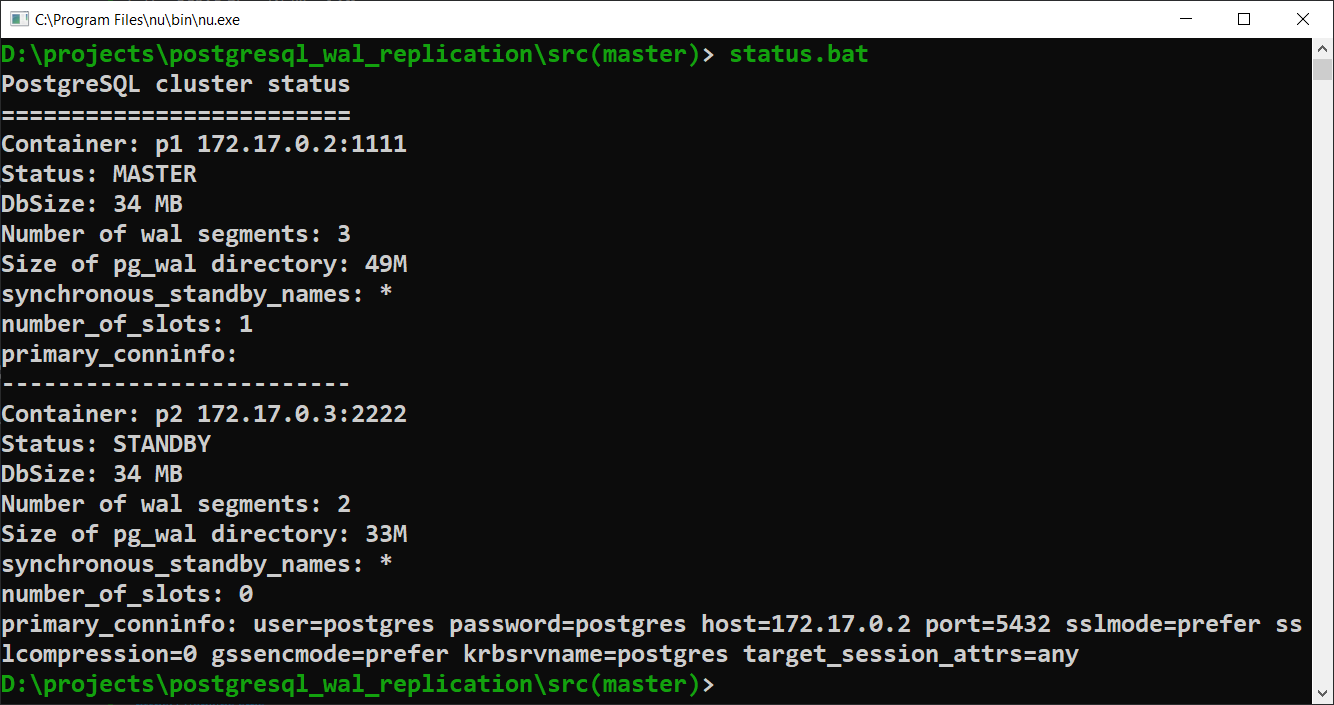 C:\Program Files\nu\bin\nu.exe
D:\projects\postgresql_wal_replication\src(master)> status.bat
PostgreSQL cluster status
=========================
Container: p1 172.17.0.2:1111
Status: MASTER
DbSize: 34 MB
Number of wal segments: 3
Size of pg_wal directory: 49M
synchronous_standby_names: *
number_of_slots: 1
primary_conninfo:
-------------------------
Container: p2 172.17.0.3:2222
Status: STANDBY
DbSize: 34 MB
Number of wal segments: 2
Size of pg_wal directory: 33M
synchronous_standby_names: *
number_of_slots: 0
primary_conninfo: user=postgres password=postgres host=172.17.0.2 port=5432 sslmode=prefer ss
lcompression=0 gssencmode=prefer krbsrvname=postgres target_session_attrs=any
D:\projects\postgresql_wal_replication\src(master)>